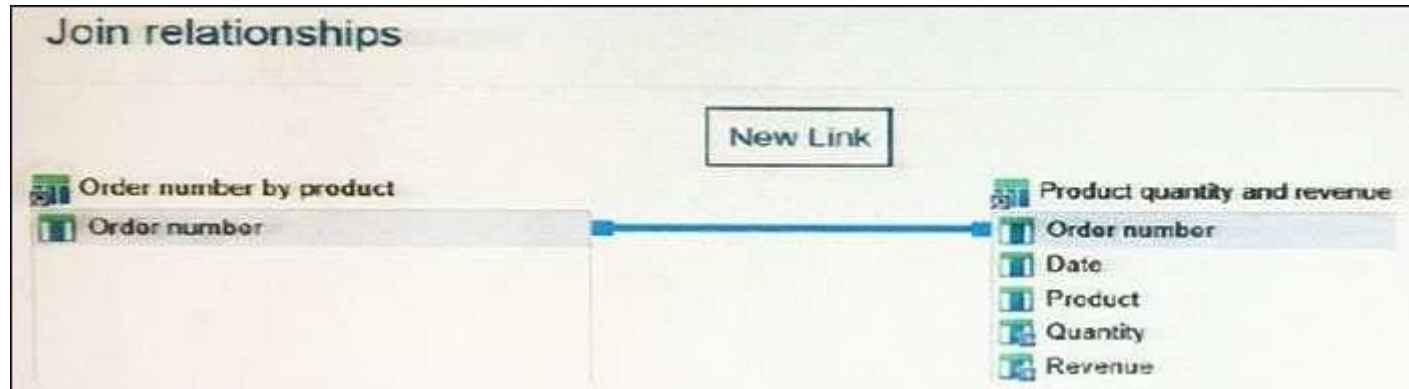 Join relationships
New Link
Order number by product
Order number
Product quantity and revenue
Order number
Date
Product
Quantity
Revenue